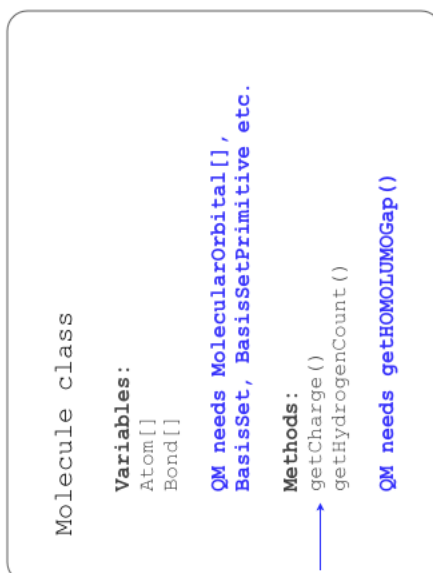 Molecule class
Variables:
Atom[]
Bond[]
QM needs MolecularOrbital[],
BasisSet, BasisSetPrimitive etc.
Methods:
getCharge()
getHydrogenCount()
QM needs getHOMOLUMOGap()